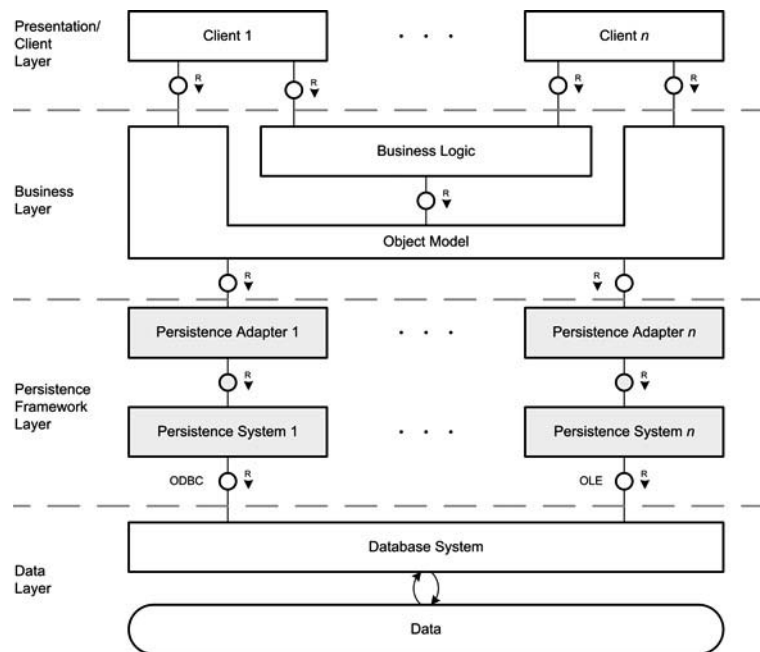 Presentation/
Client
Layer
Client 1
. . .
Client n
R
R
R
R
Business
Layer
Business Logic
R
Object Model
R
R
Persistence
Framework
Layer
Persistence Adapter 1
. . .
Persistence Adapter n
R
R
Persistence System 1
. . .
Persistence System n
ODBC
R
OLE
R
Data
Layer
Database System
Data